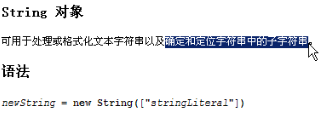 String 对象
可用于处理或格式化文本字符串以及确定和定位字符串中的子字符串。
语法
newString = new String(["stringLiteral"])